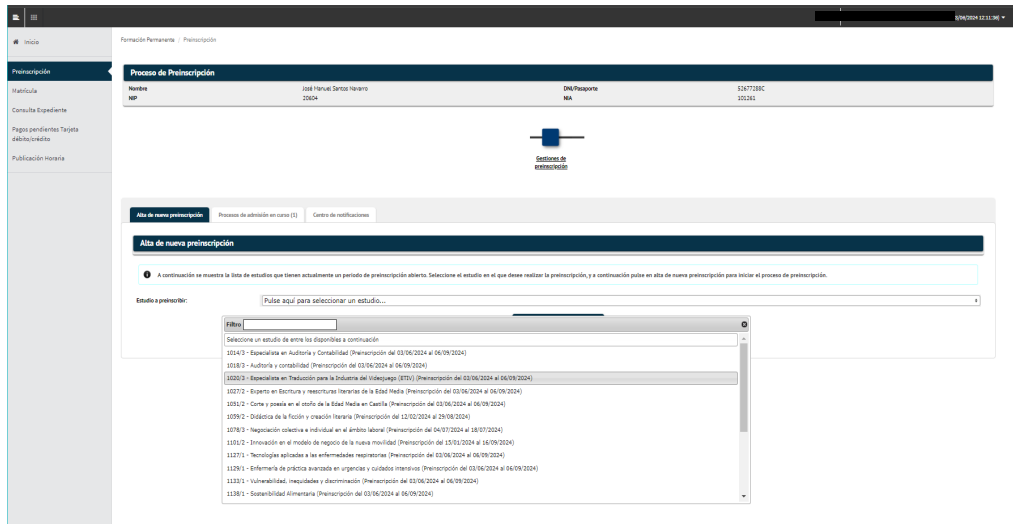 3/06/2024 12:11:36)
Inicio
Formación Permanente / Preinscripción
Preinscripción
Matrícula
Consulta Expediente
Pagos pendientes Tarjeta
débito/crédito
Publicación Horaria
Proceso de Preinscripción
Nombre José Manuel Santos Navarro DNI/Pasaporte 52677288C
NIP 20604 NIA 101261
Gestiones de
preinscripción
Alta de nueva preinscripción Procesos de admisión en curso (1) Centro de notificaciones
Alta de nueva preinscripción
A continuación se muestra la lista de estudios que tienen actualmente un periodo de preinscripción abierto. Seleccione el estudio en el que desee realizar la preinscripción, y a continuación pulse en alta de nueva preinscripción para iniciar el proceso de preinscripción.
Estudio a preinscribir: Pulse aquí para seleccionar un estudio...
Filtro
Seleccione un estudio de entre los disponibles a continuación
1014/3 - Especialista en Auditoría y Contabilidad (Preinscripción del 03/06/2024 al 06/09/2024)
1018/3 - Auditoría y contabilidad (Preinscripción del 03/06/2024 al 06/09/2024)
1020/3 - Especialista en Traducción para la Industria del Videojuego (ETIV) (Preinscripción del 03/06/2024 al 06/09/2024)
1027/2 - Experto en Escritura y reescrituras literarias de la Edad Media (Preinscripción del 03/06/2024 al 06/09/2024)
1031/2 - Corte y poesía en el otoño de la Edad Media en Castilla (Preinscripción del 03/06/2024 al 06/09/2024)
1059/2 - Didáctica de la ficción y creación literaria (Preinscripción del 12/02/2024 al 29/08/2024)
1078/3 - Negociación colectiva e individual en el ámbito laboral (Preinscripción del 04/07/2024 al 18/07/2024)
1101/2 - Innovación en el modelo de negocio de la nueva movilidad (Preinscripción del 15/01/2024 al 16/09/2024)
1127/1 - Tecnologías aplicadas a las enfermedades respiratorias (Preinscripción del 03/06/2024 al 06/09/2024)
1129/1 - Enfermería de práctica avanzada en urgencias y cuidados intensivos (Preinscripción del 03/06/2024 al 06/09/2024)
1133/1 - Vulnerabilidad, inequidades y discriminación (Preinscripción del 03/06/2024 al 06/09/2024)
1138/1 - Sostenibilidad Alimentaria (Preinscripción del 03/06/2024 al 06/09/2024)